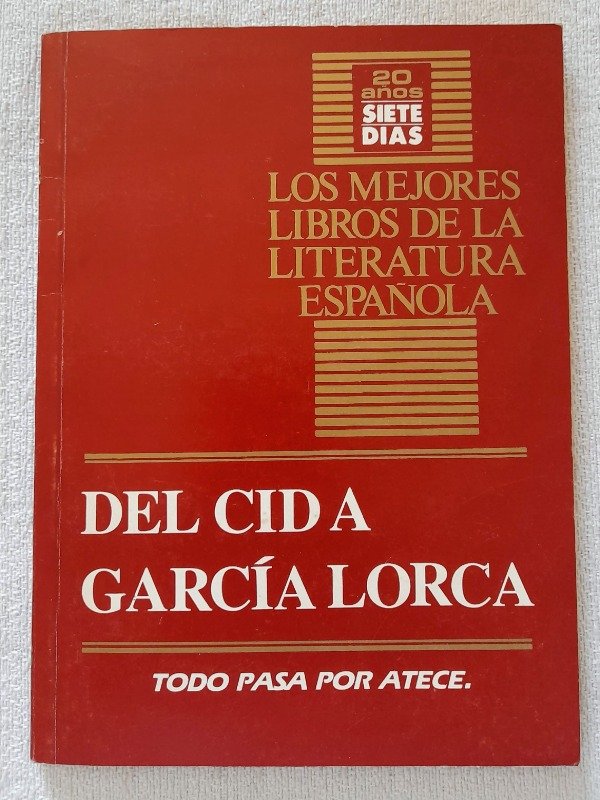 20
años
SIETE
DIAS
LOS MEJORES
LIBROS DE LA
LITERATURA
ESPAÑOLA
DEL CID A
GARCÍA LORCA
TODO PASA POR ATECE.